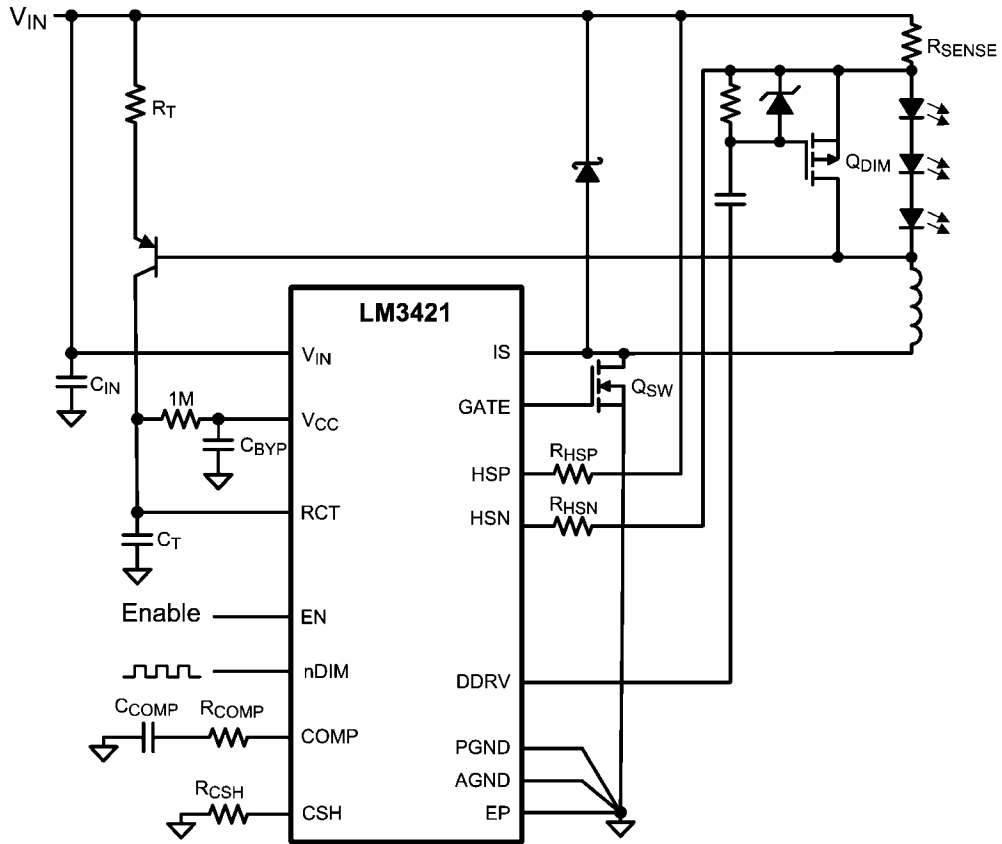 VIN
RSENSE
RT
QDIM
LM3421
VIN
IS
CIN
1M
QSW
GATE
VCC
CBYP
RHSP
HSP
RHSN
HSN
RCT
CT
Enable
EN
nDIM
DDRV
CCOMP
RCOMP
COMP
PGND
AGND
RCSH
CSH
EP